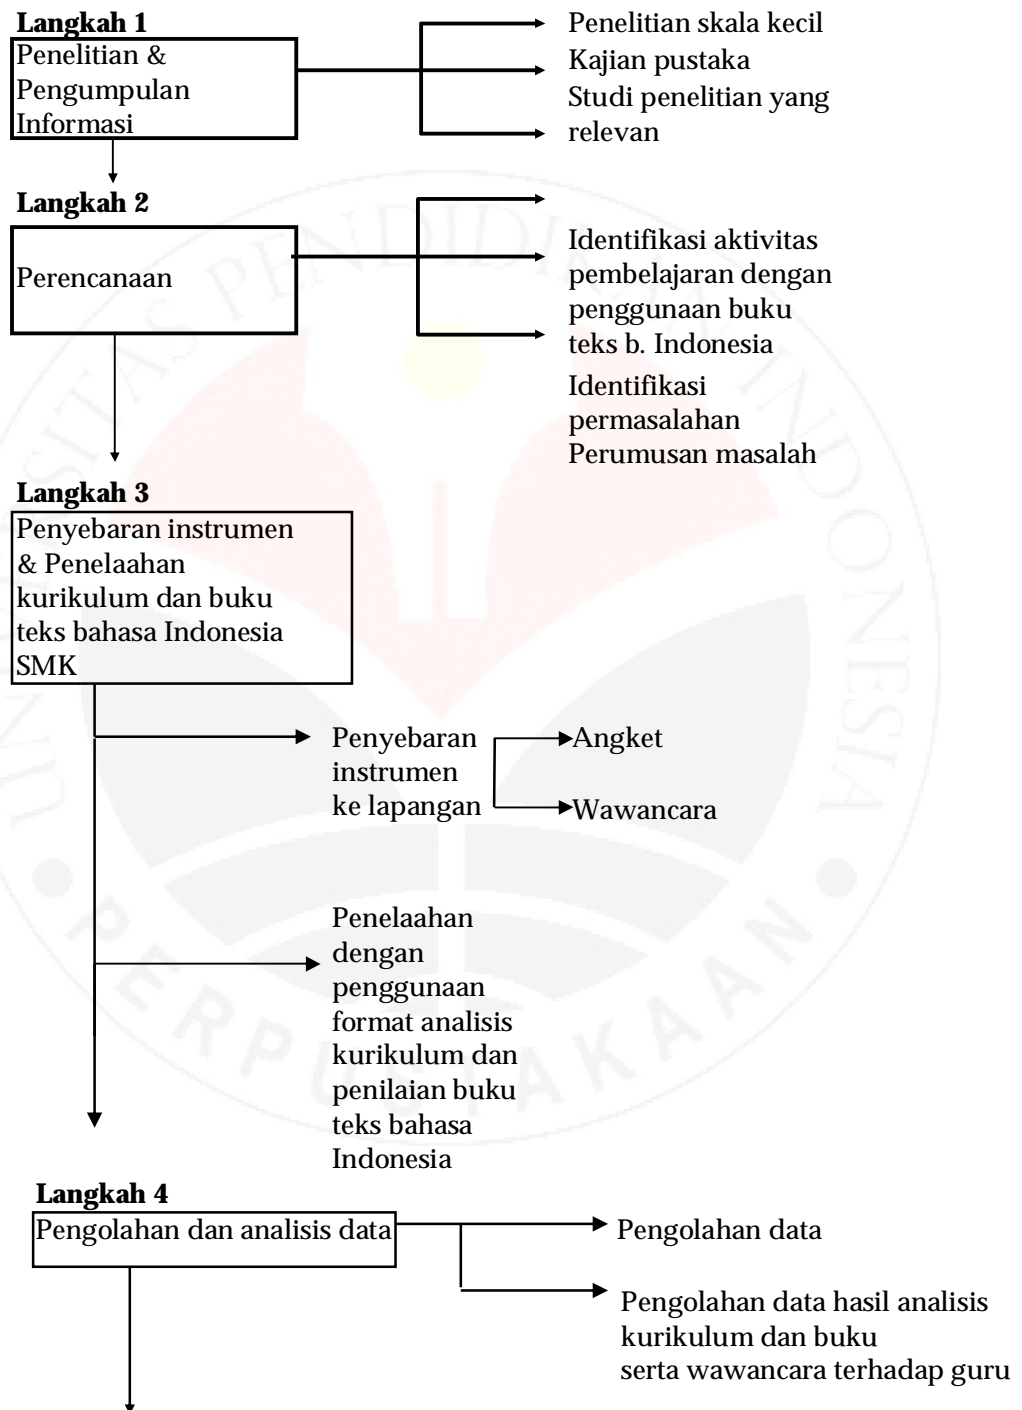 Langkah 1
Penelitian &
Pengumpulan
Informasi
Penelitian skala kecil
Kajian pustaka
Studi penelitian yang
relevan
Langkah 2
Perencanaan
Identifikasi aktivitas
pembelajaran dengan
penggunaan buku
teks b. Indonesia
Identifikasi
permasalahan
Perumusan masalah
Langkah 3
Penyebaran instrumen
& Penelaahan
kurikulum dan buku
teks bahasa Indonesia
SMK
Penyebaran
instrumen
ke lapangan
Angket
Wawancara
Penelaahan
dengan
penggunaan
format analisis
kurikulum dan
penilaian buku
teks bahasa
Indonesia
Langkah 4
Pengolahan dan analisis data
Pengolahan data
Pengolahan data hasil analisis
kurikulum dan buku
serta wawancara terhadap guru
UNIVERSITAS PENDIDIKAN INDONESIA
PERPUSTAKAAN